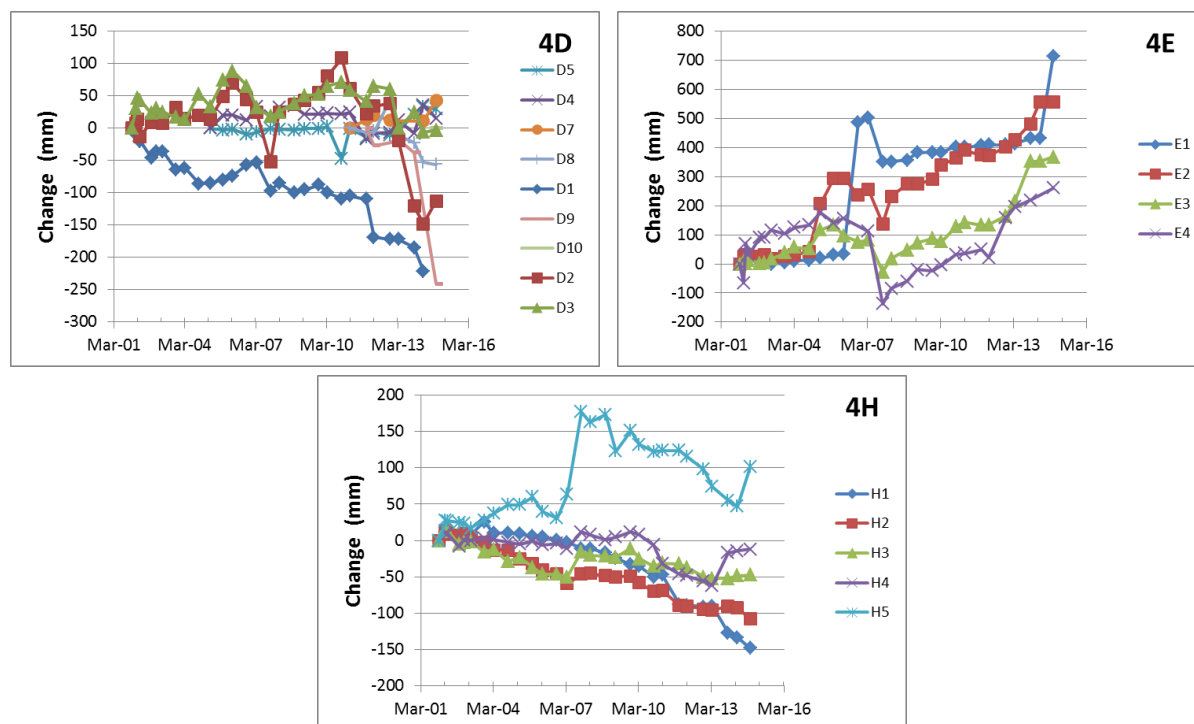 4D
Change (mm)
150
100
50
0
-50
-100
-150
-200
-250
-300
Mar-01 Mar-04 Mar-07 Mar-10 Mar-13 Mar-16
D5
D4
D7
D8
D1
D9
D10
D2
D3
4E
Change (mm)
800
700
600
500
400
300
200
100
0
-100
-200
Mar-01 Mar-04 Mar-07 Mar-10 Mar-13 Mar-16
E1
E2
E3
E4
4H
Change (mm)
200
150
100
50
0
-50
-100
-150
-200
Mar-01 Mar-04 Mar-07 Mar-10 Mar-13 Mar-16
H1
H2
H3
H4
H5